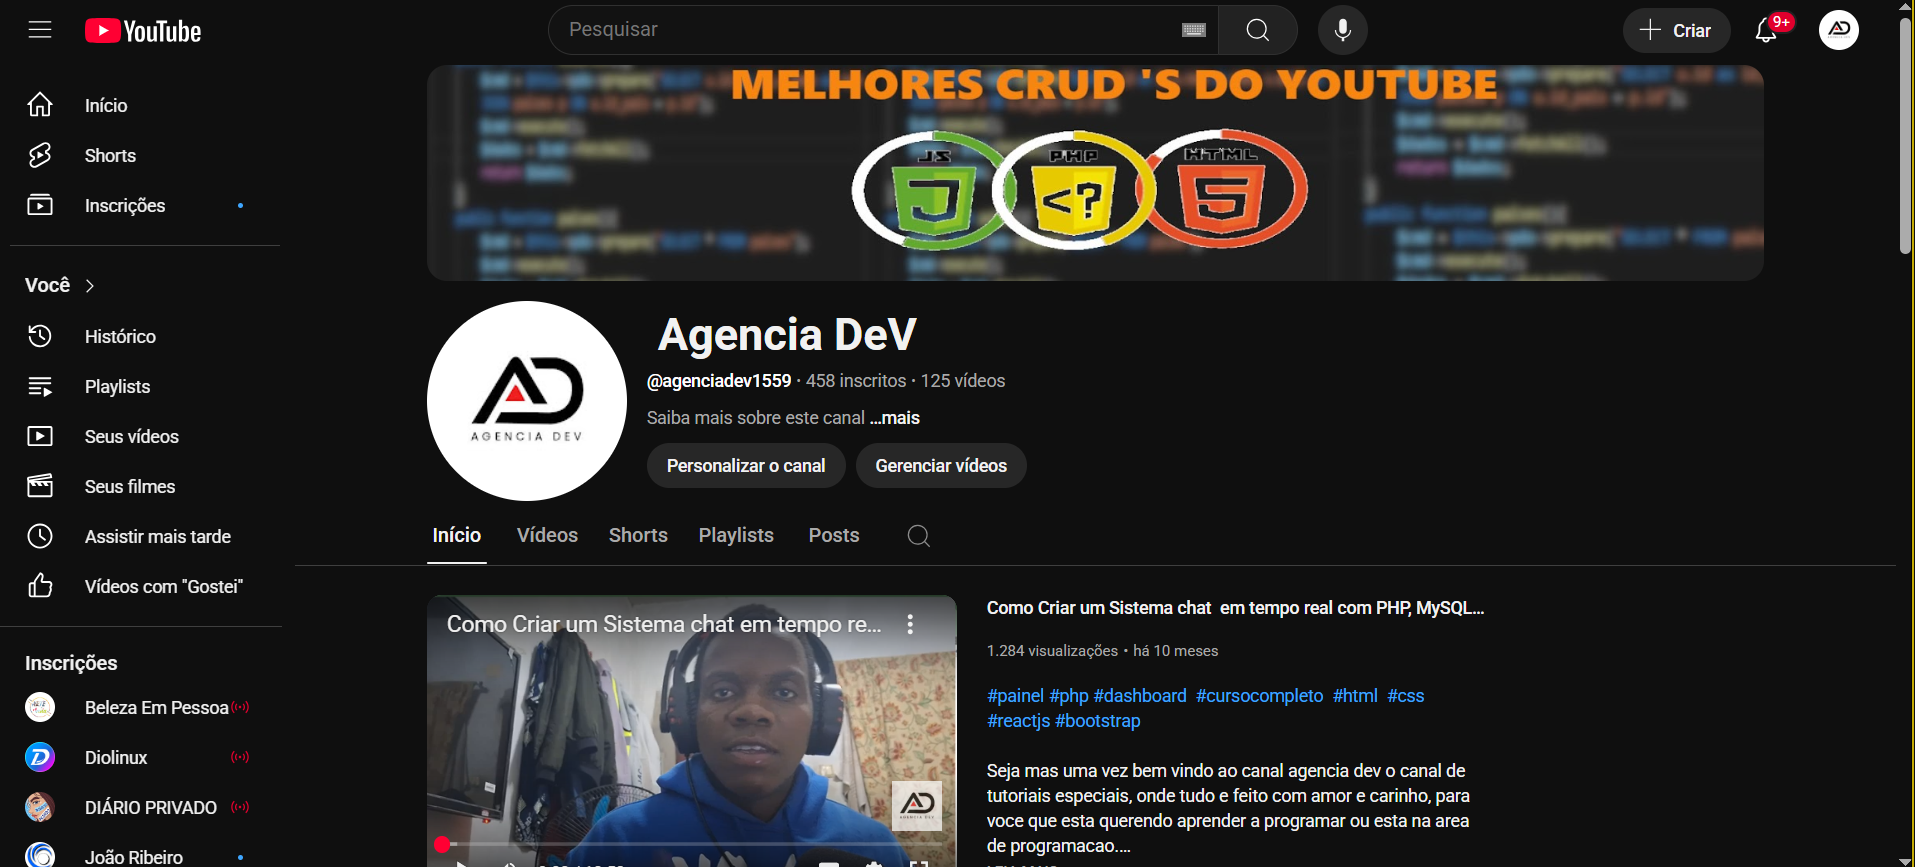 YouTube
Pesquisar
Criar
9+
AD
Início
Shorts
Inscrições
Você
Histórico
Playlists
Seus vídeos
Seus filmes
Assistir mais tarde
Vídeos com "Gostei"
Inscrições
Beleza Em Pessoa
Diolinux
DIÁRIO PRIVADO
João Ribeiro
MELHORES CRUD 'S DO YOUTUBE
JS PHP HTML
<?
AD
AGENCIA DEV
Agencia DeV
@agenciadev1559 • 458 inscritos • 125 vídeos
Saiba mais sobre este canal ...mais
Personalizar o canal Gerenciar vídeos
Início Vídeos Shorts Playlists Posts
Como Criar um Sistema chat em tempo re...
AD
AGENCIA DEV
Como Criar um Sistema chat  em tempo real com PHP, MySQL...
1.284 visualizações • há 10 meses
#painel #php #dashboard  #cursocompleto  #html  #css
#reactjs #bootstrap
Seja mas uma vez bem vindo ao canal agencia dev o canal de
tutoriais especiais, onde tudo e feito com amor e carinho, para
voce que esta querendo aprender a programar ou esta na area
de programacao....